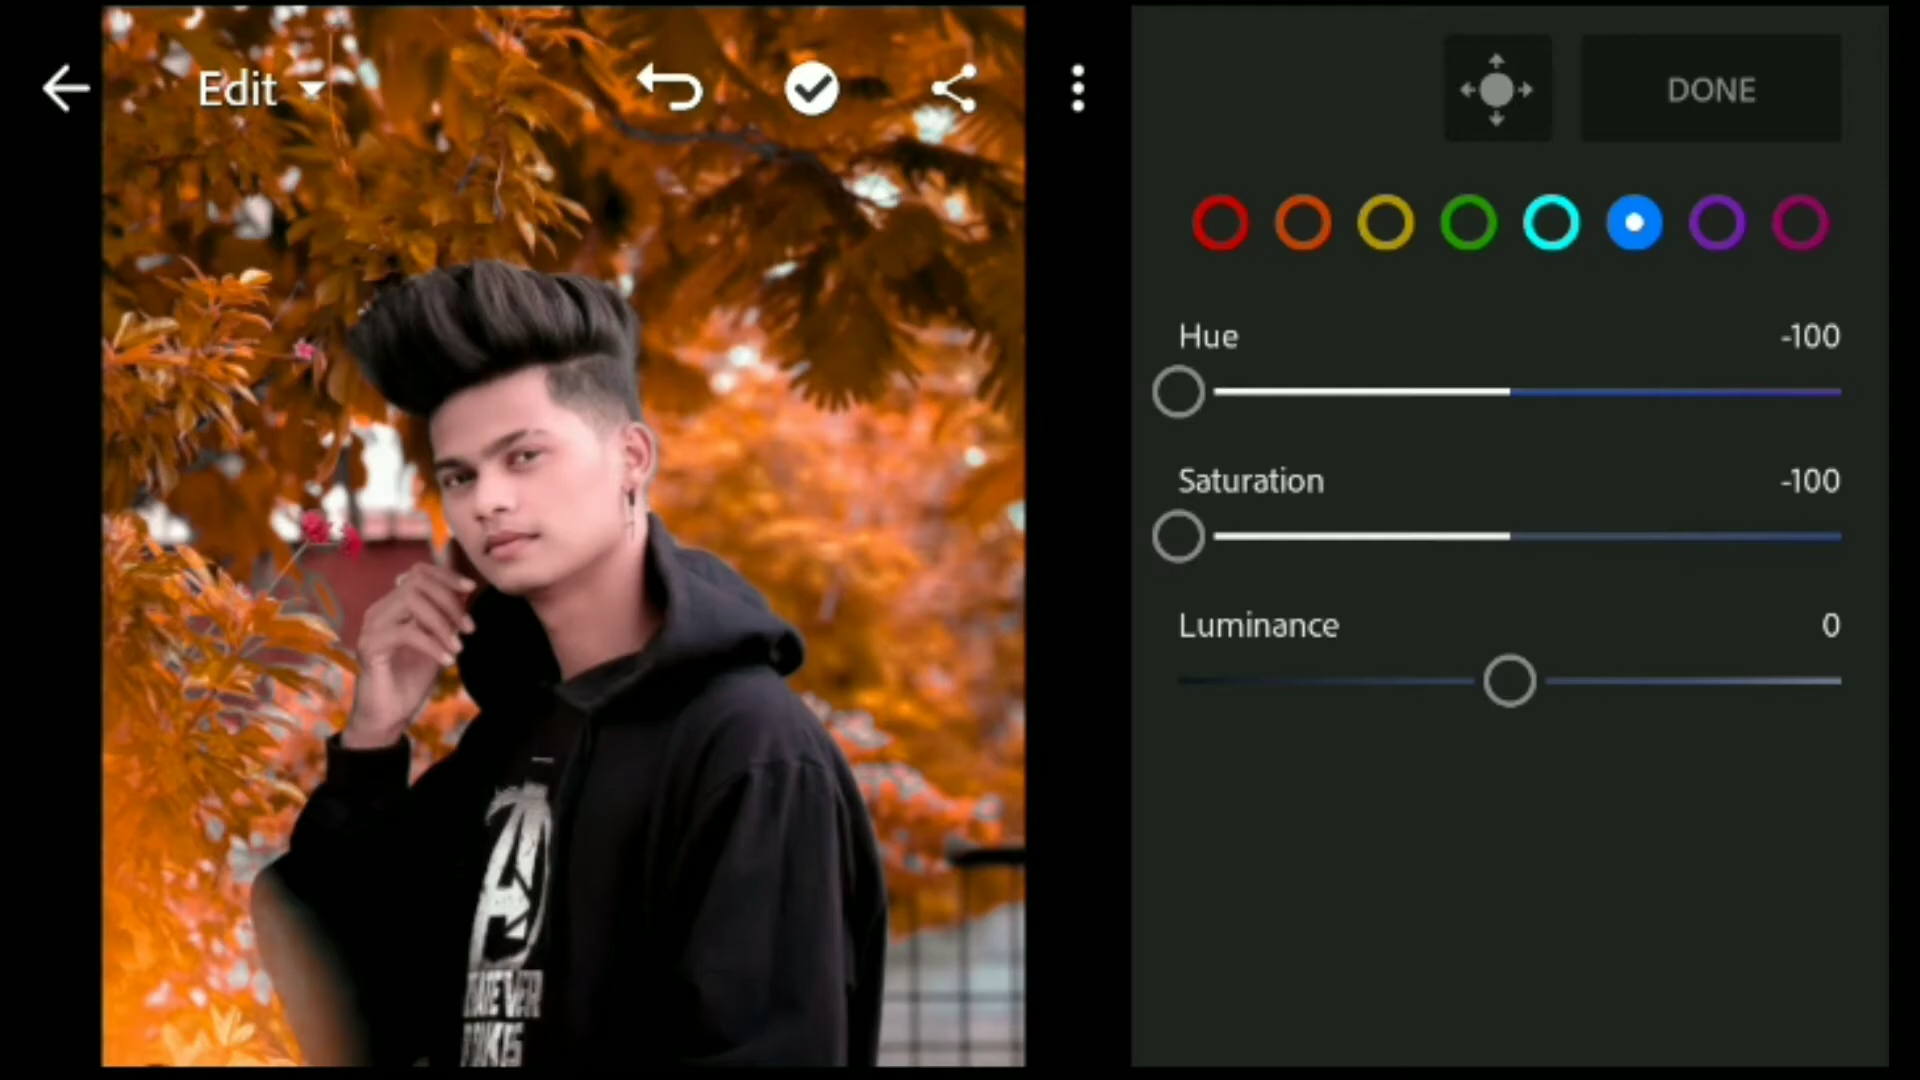 Edit
DONE
Hue -100
Saturation -100
Luminance 0
A